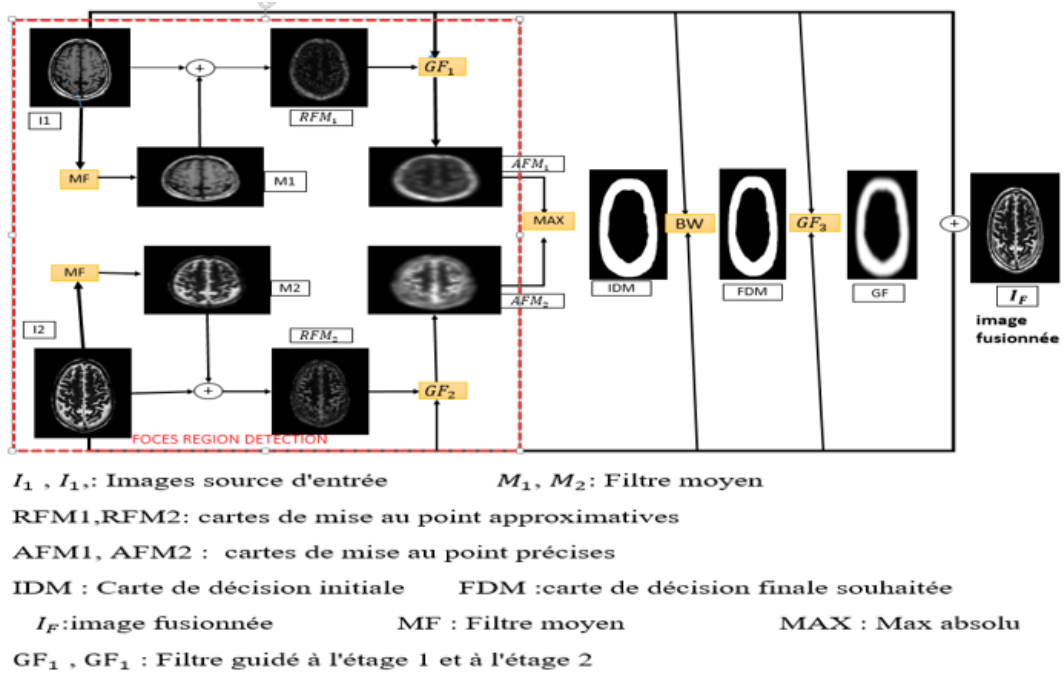 I1
RFM₁
GF₁
MF
M1
AFM₁
MAX
IDM
BW
FDM
GF₃
GF
I_F
image
fusionnée
MF
M2
AFM₂
I2
RFM₂
GF₂
FOCES REGION DETECTION
I₁ , I₁,: Images source d'entrée M₁, M₂: Filtre moyen
RFM1,RFM2: cartes de mise au point approximatives
AFM1, AFM2 : cartes de mise au point précises
IDM : Carte de décision initiale FDM :carte de décision finale souhaitée
I_F:image fusionnée MF : Filtre moyen MAX : Max absolu
GF₁ , GF₁ : Filtre guidé à l'étage 1 et à l'étage 2